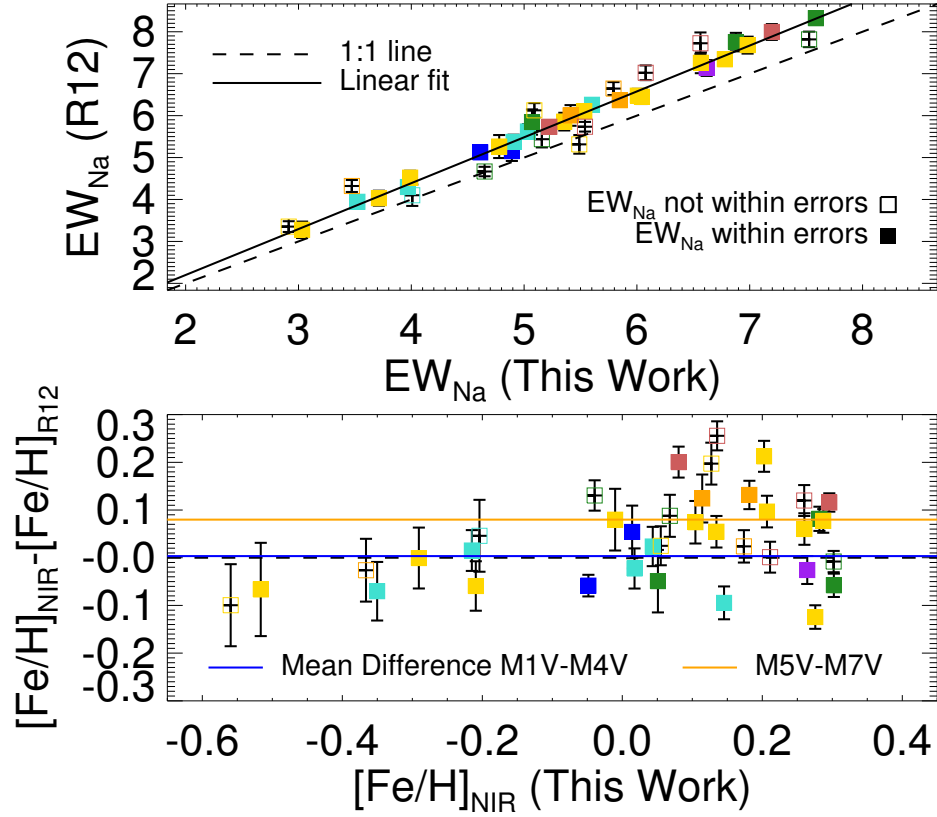 8
7
6
5
4
3
2
EW_Na (R12)
1:1 line
Linear fit
EW_Na not within errors
EW_Na within errors
2 3 4 5 6 7 8
EW_Na (This Work)
0.3
0.2
0.1
-0.0
-0.1
-0.2
-0.3
[Fe/H]_NIR-[Fe/H]_R12
Mean Difference M1V-M4V
M5V-M7V
-0.6 -0.4 -0.2 0.0 0.2 0.4
[Fe/H]_NIR (This Work)